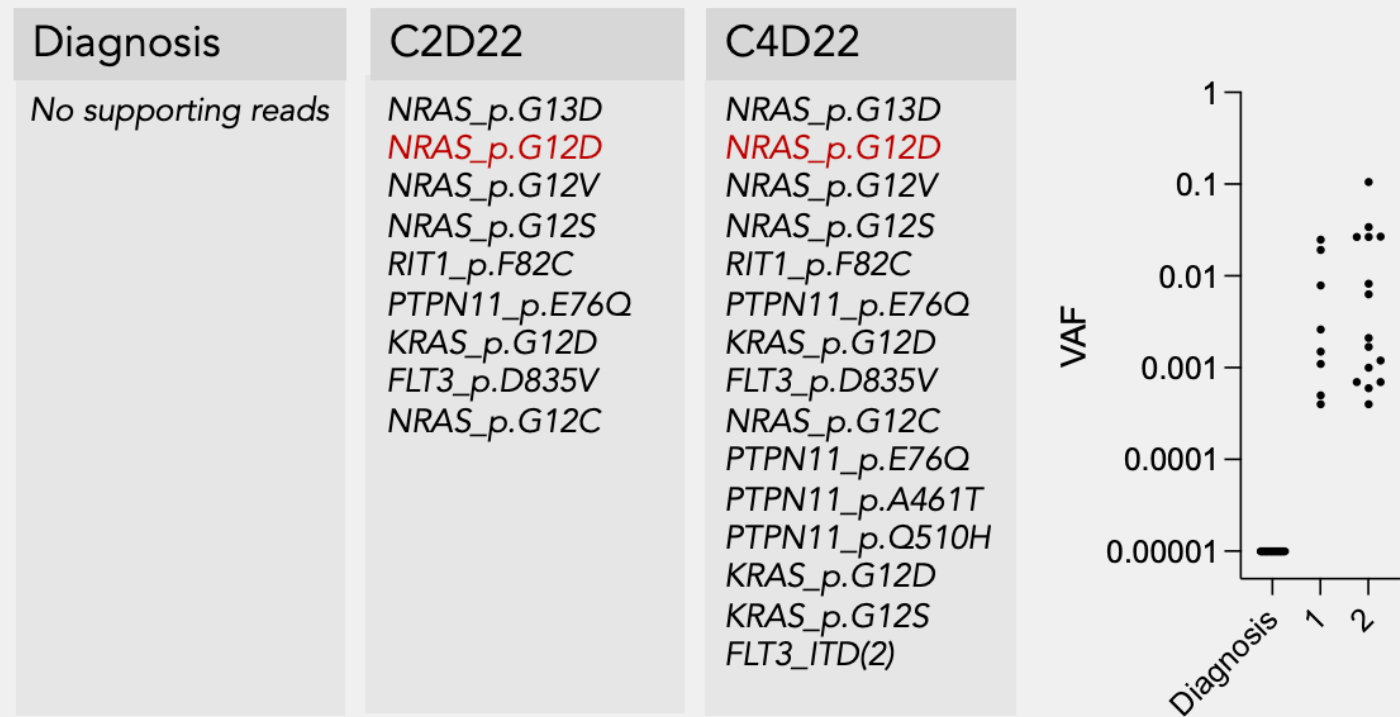 Diagnosis
No supporting reads
C2D22
NRAS_p.G13D
NRAS_p.G12D
NRAS_p.G12V
NRAS_p.G12S
RIT1_p.F82C
PTPN11_p.E76Q
KRAS_p.G12D
FLT3_p.D835V
NRAS_p.G12C
C4D22
NRAS_p.G13D
NRAS_p.G12D
NRAS_p.G12V
NRAS_p.G12S
RIT1_p.F82C
PTPN11_p.E76Q
KRAS_p.G12D
FLT3_p.D835V
NRAS_p.G12C
PTPN11_p.E76Q
PTPN11_p.A461T
PTPN11_p.Q510H
KRAS_p.G12D
KRAS_p.G12S
FLT3_ITD(2)
VAF
1
0.1
0.01
0.001
0.0001
0.00001
Diagnosis
1
2